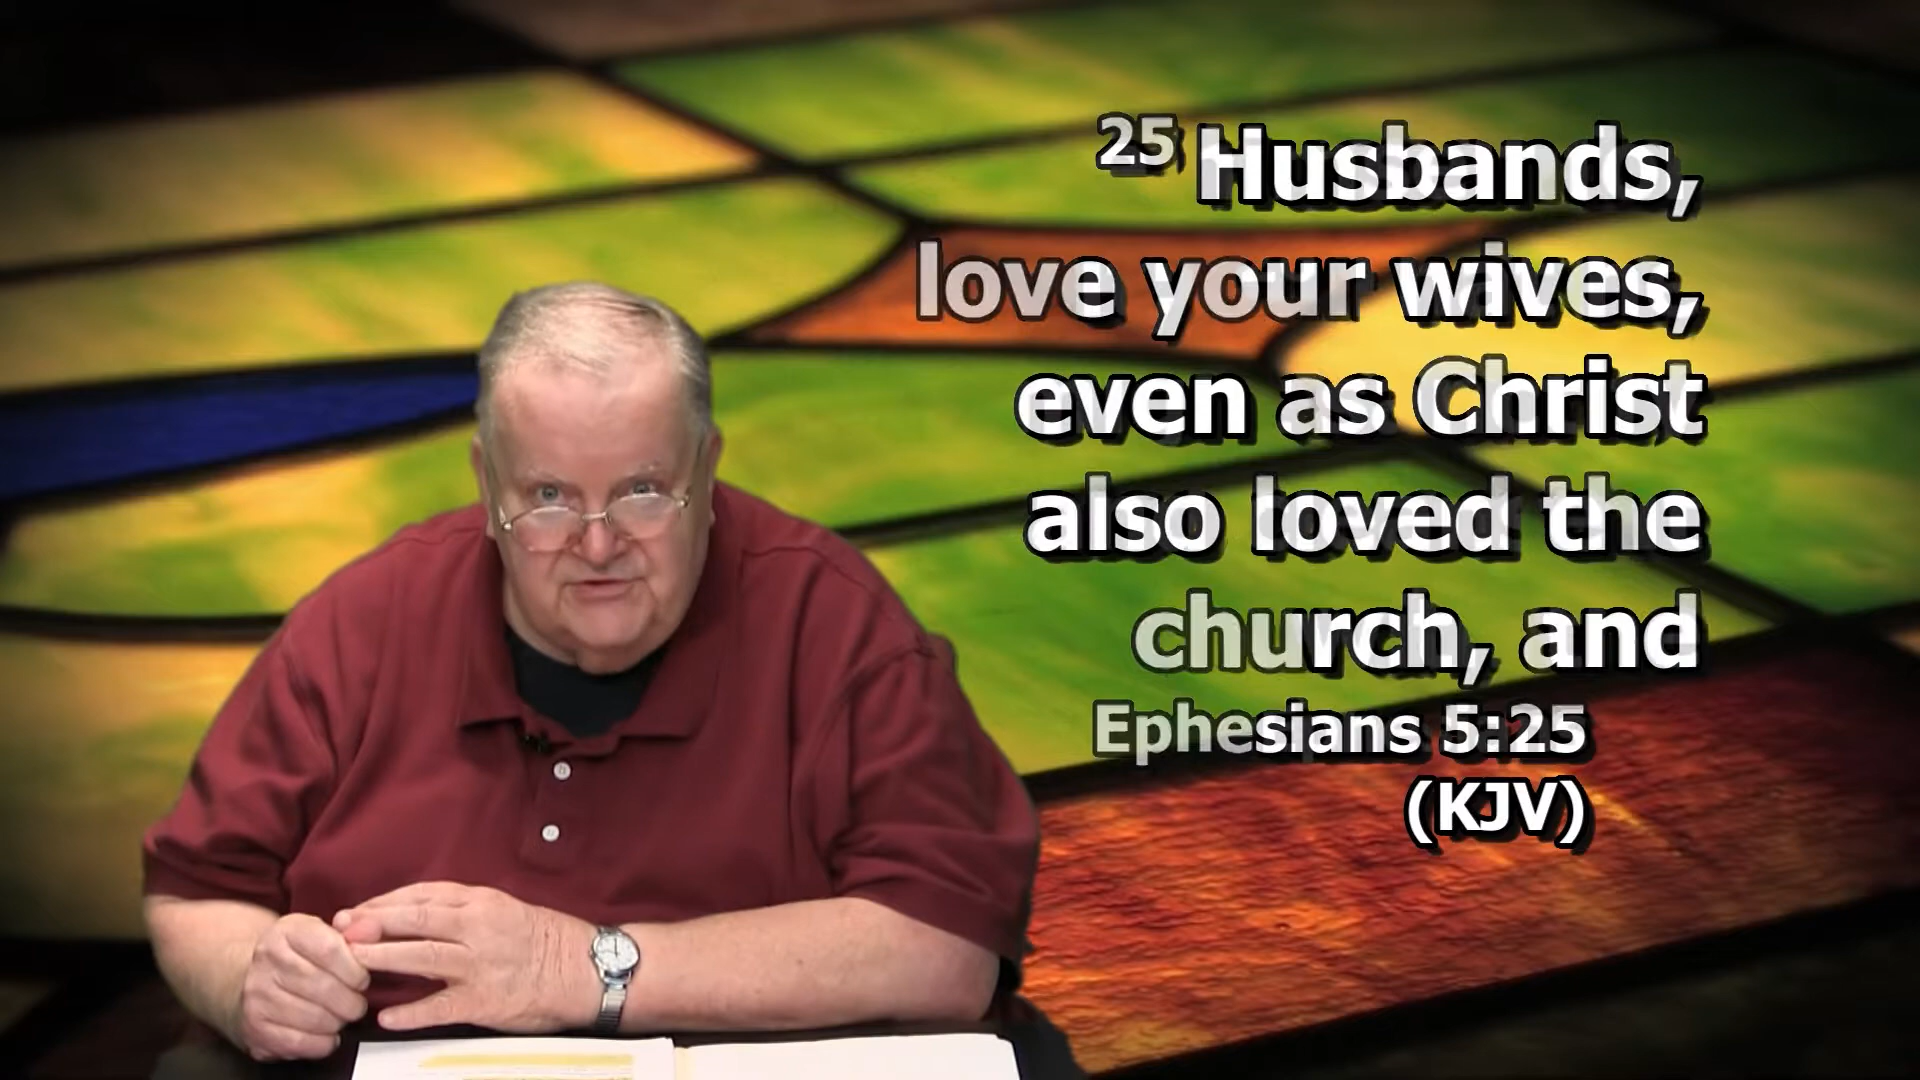 25 Husbands,
love your wives,
even as Christ
also loved the
church, and
Ephesians 5:25
(KJV)